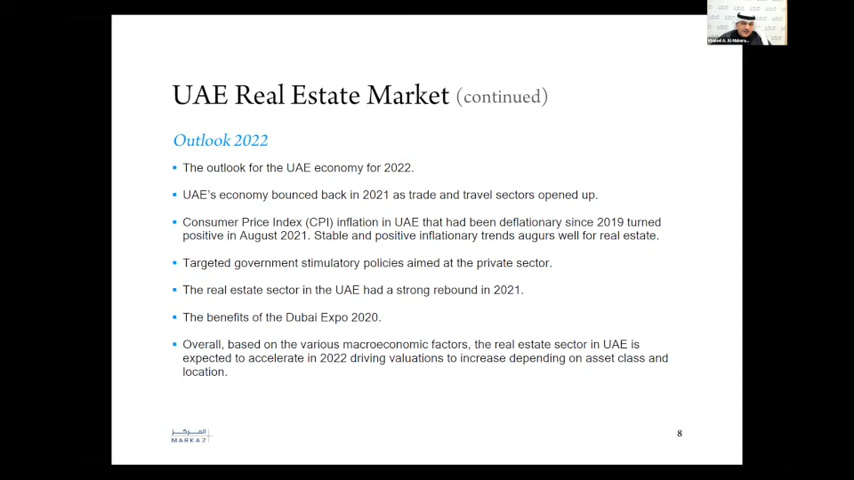 UAE Real Estate Market (continued)
Outlook 2022
▪ The outlook for the UAE economy for 2022.
▪ UAE's economy bounced back in 2021 as trade and travel sectors opened up.
▪ Consumer Price Index (CPI) inflation in UAE that had been deflationary since 2019 turned
positive in August 2021. Stable and positive inflationary trends augurs well for real estate.
▪ Targeted government stimulatory policies aimed at the private sector.
▪ The real estate sector in the UAE had a strong rebound in 2021.
▪ The benefits of the Dubai Expo 2020.
▪ Overall, based on the various macroeconomic factors, the real estate sector in UAE is
expected to accelerate in 2022 driving valuations to increase depending on asset class and
location.
المركز
MARKAZ
8